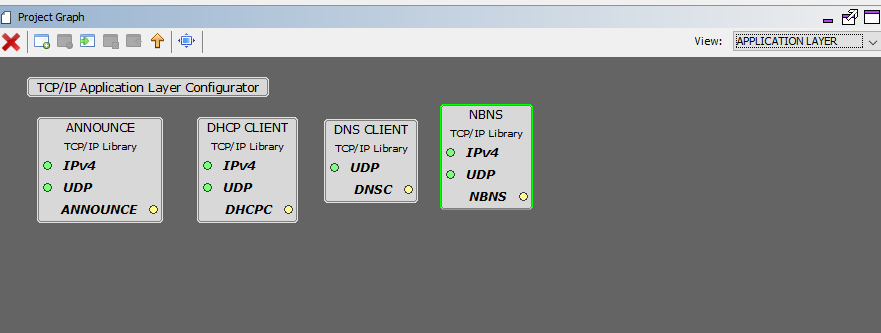 Project Graph
View: APPLICATION LAYER
TCP/IP Application Layer Configurator
ANNOUNCE
TCP/IP Library
IPv4
UDP
ANNOUNCE
DHCP CLIENT
TCP/IP Library
IPv4
UDP
DHCPC
DNS CLIENT
TCP/IP Library
UDP
DNSC
NBNS
TCP/IP Library
IPv4
UDP
NBNS